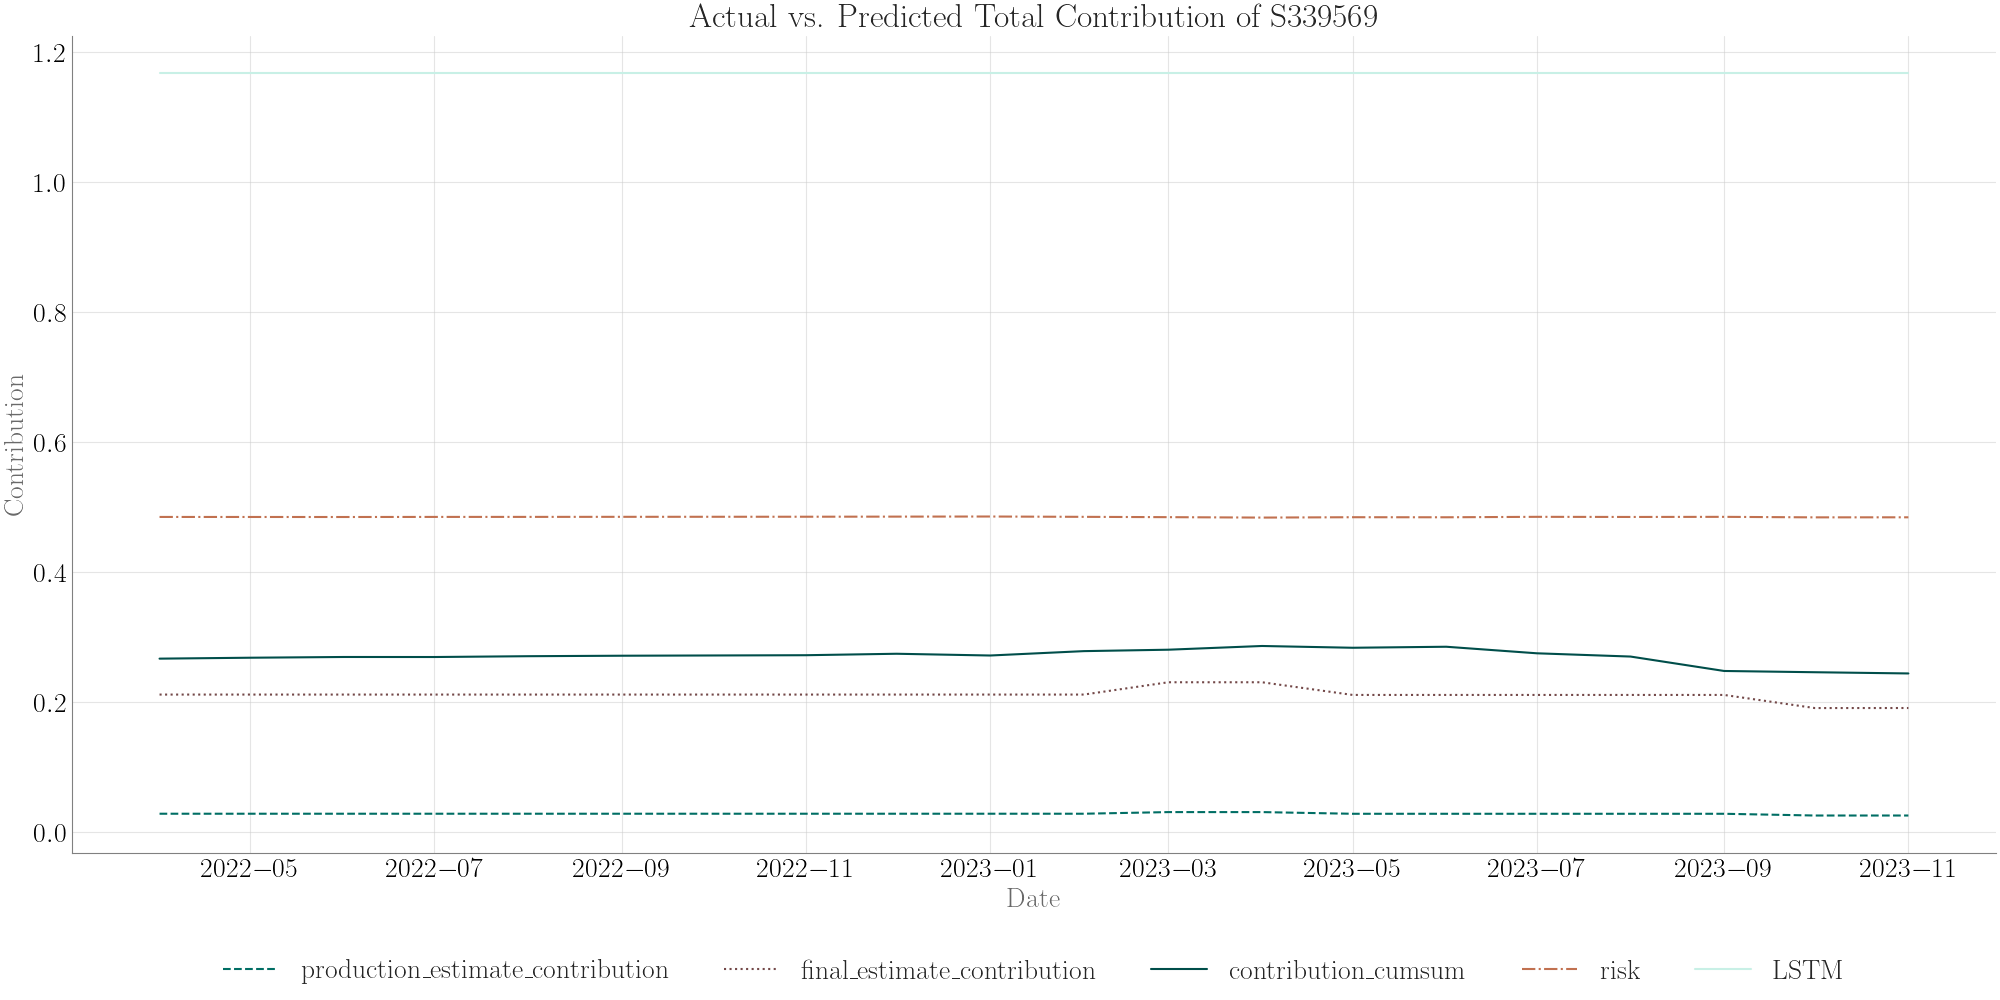 Actual vs. Predicted Total Contribution of S339569
1.2
1.0
0.8
0.6
0.4
0.2
0.0
Contribution
2022−05 2022−07 2022−09 2022−11 2023−01 2023−03 2023−05 2023−07 2023−09 2023−11
Date
production_estimate_contribution final_estimate_contribution contribution_cumsum risk LSTM